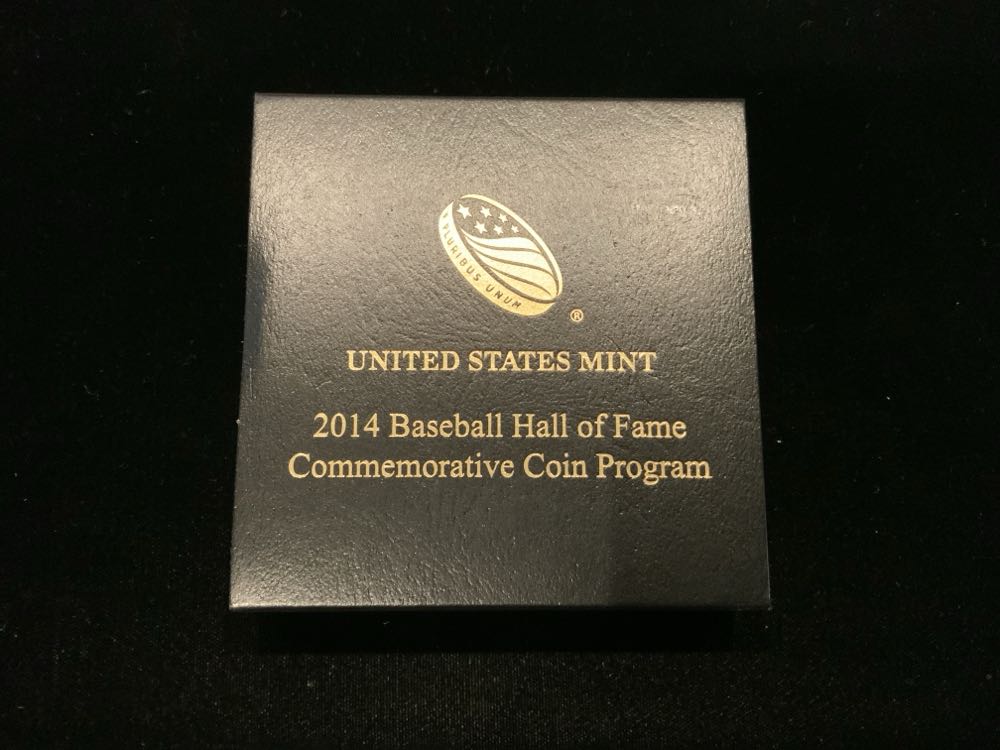 PLURIBUS UNUM
®
UNITED STATES MINT
2014 Baseball Hall of Fame
Commemorative Coin Program